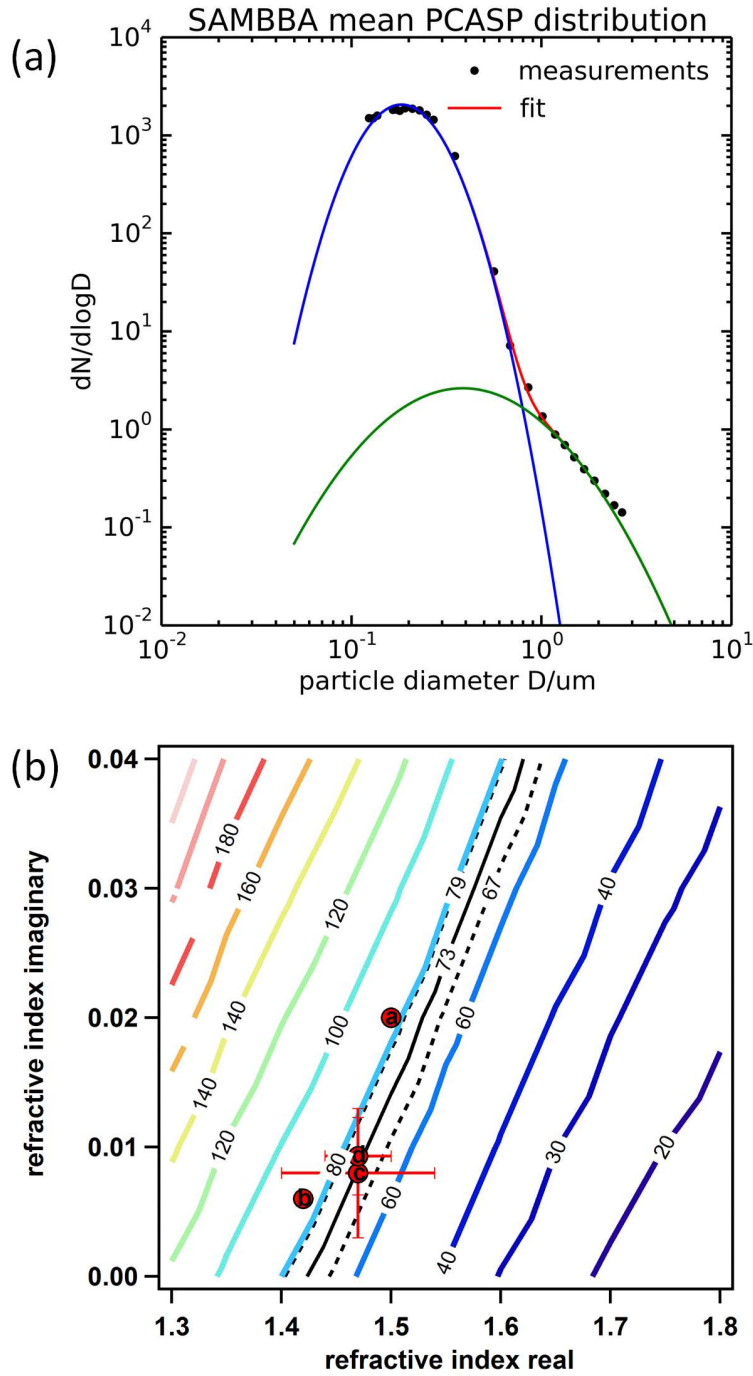 SAMBBA mean PCASP distribution
(a)
measurements
fit
10^4
10^3
10^2
10^1
10^0
10^-1
10^-2
dN/dlogD
10^-2 10^-1 10^0 10^1
particle diameter D/um
(b)
0.04
0.03
0.02
0.01
0.00
refractive index imaginary
180
160
140
120
100
79
73
67
60
40
140
120
80
60
40
30
20
a
b
c
d
1.3 1.4 1.5 1.6 1.7 1.8
refractive index real